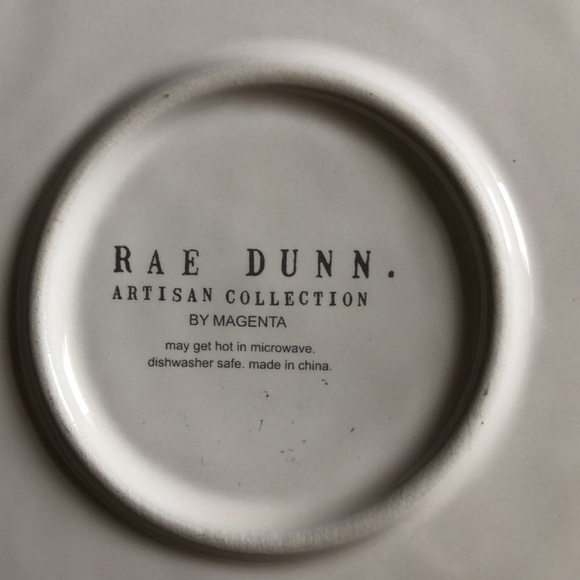 RAE DUNN.
ARTISAN COLLECTION
BY MAGENTA
may get hot in microwave.
dishwasher safe. made in china.